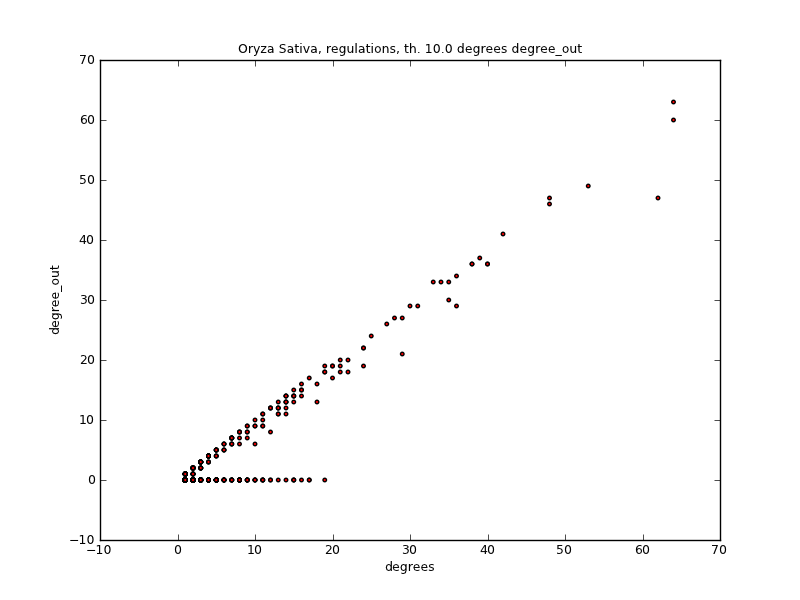 Oryza Sativa, regulations, th. 10.0 degrees degree_out
70
60
50
40
30
20
10
0
−10
degree_out
−10 0 10 20 30 40 50 60 70
degrees